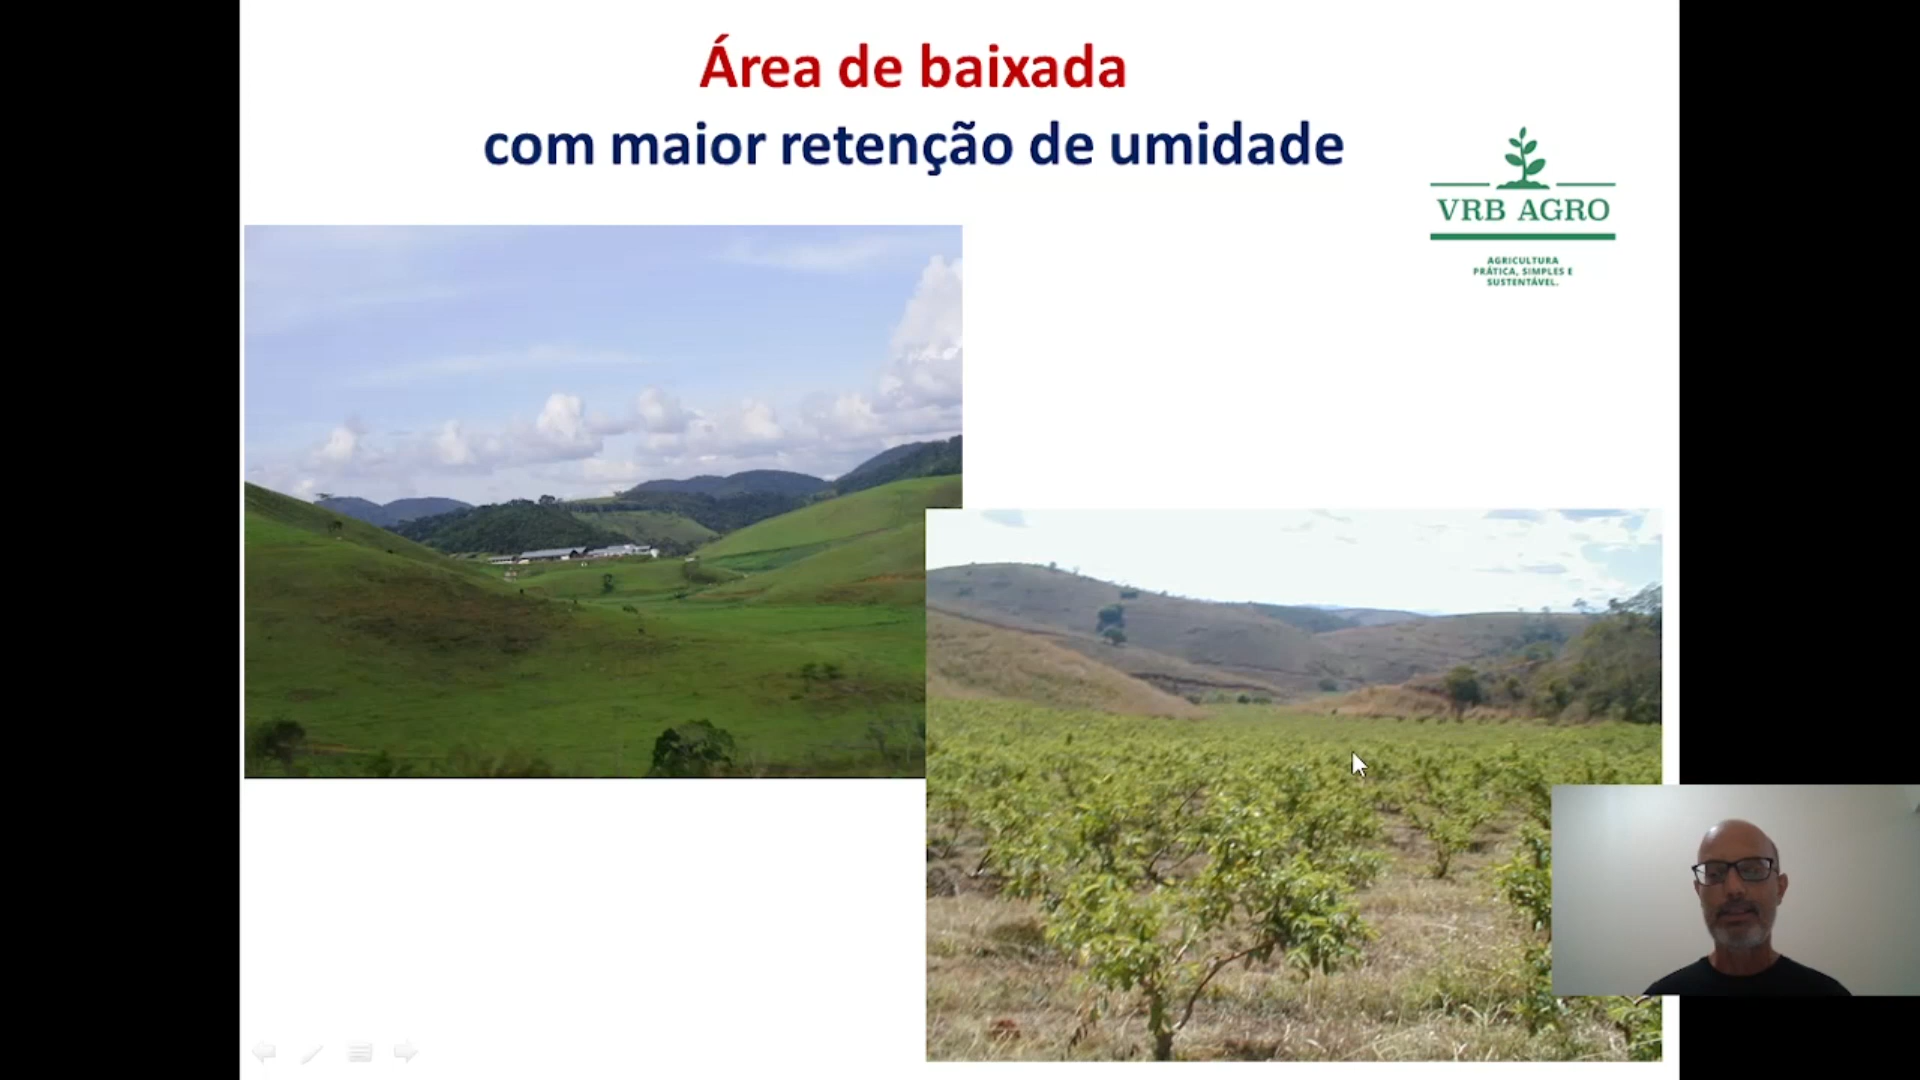 Área de baixada
com maior retenção de umidade
VRB AGRO
AGRICULTURA
PRÁTICA, SIMPLES E
SUSTENTÁVEL.